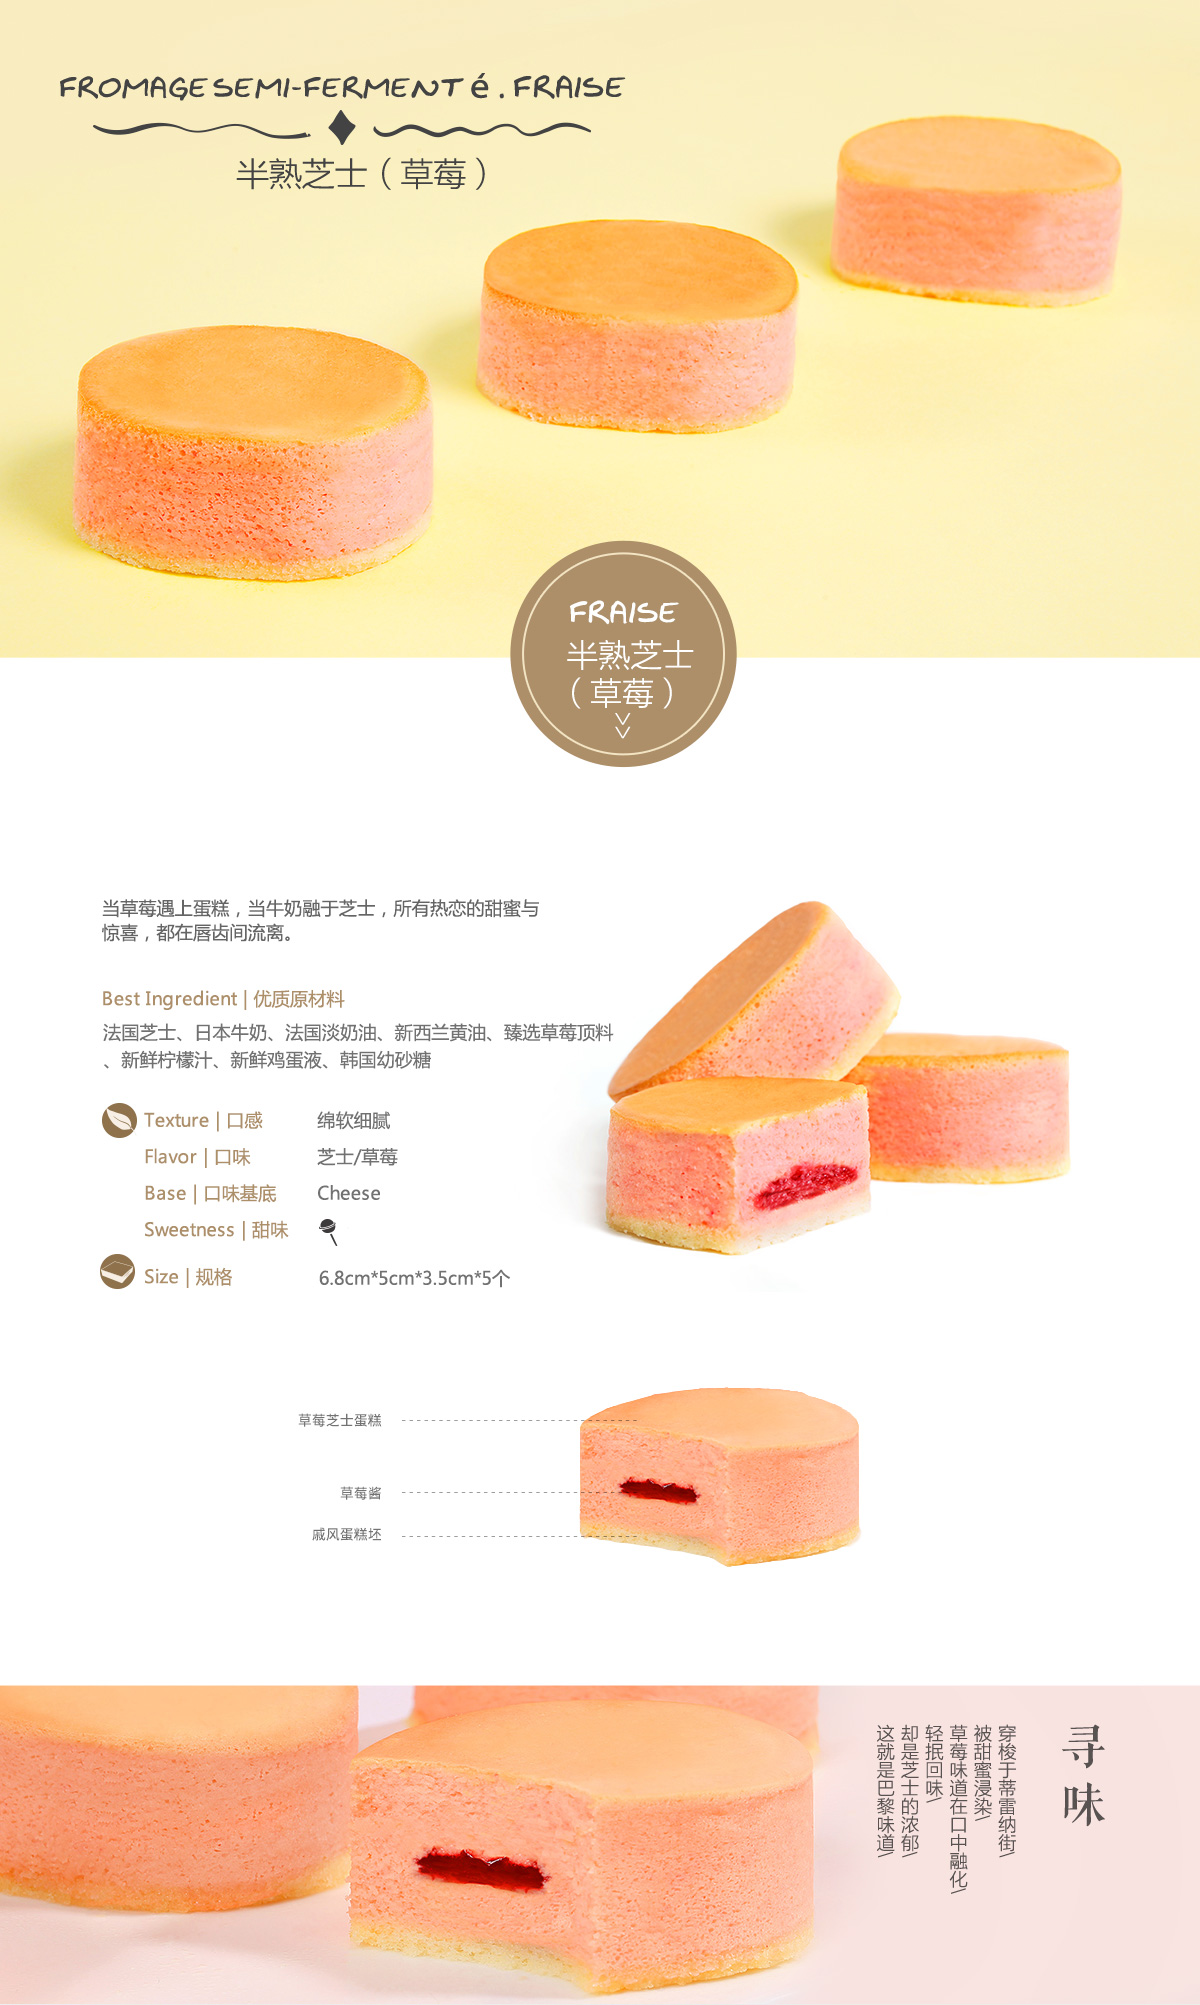 FROMAGE SEMI-FERMENTé.FRAISE
半熟芝士（草莓）
FRAISE
半熟芝士
（草莓）
当草莓遇上蛋糕，当牛奶融于芝士，所有热恋的甜蜜与
惊喜，都在唇齿间流离。
Best Ingredient | 优质原材料
法国芝士、日本牛奶、法国淡奶油、新西兰黄油、臻选草莓顶料
、新鲜柠檬汁、新鲜鸡蛋液、韩国幼砂糖
Texture | 口感 绵软细腻
Flavor | 口味 芝士/草莓
Base | 口味基底 Cheese
Sweetness | 甜味
Size | 规格 6.8cm*5cm*3.5cm*5个
草莓芝士蛋糕
草莓酱
戚风蛋糕坯
寻味
穿梭于蒂雷纳街/
被甜蜜浸染/
草莓味道在口中融化/
轻抿回味/
却是芝士的浓郁/
这就是巴黎味道/